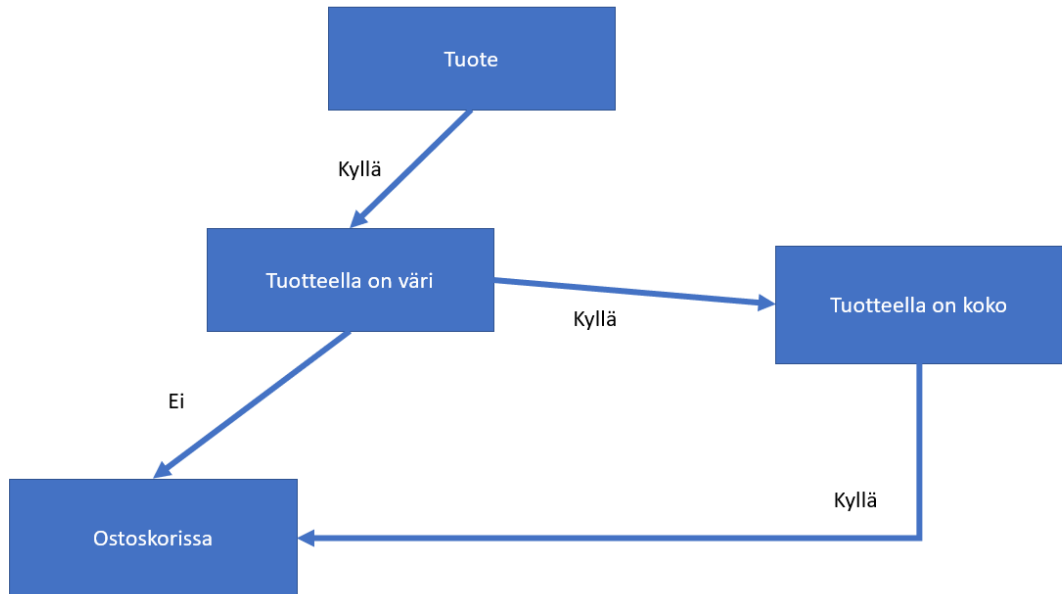 Tuote
Kyllä
Tuotteella on väri
Kyllä
Tuotteella on koko
Ei
Kyllä
Ostoskorissa